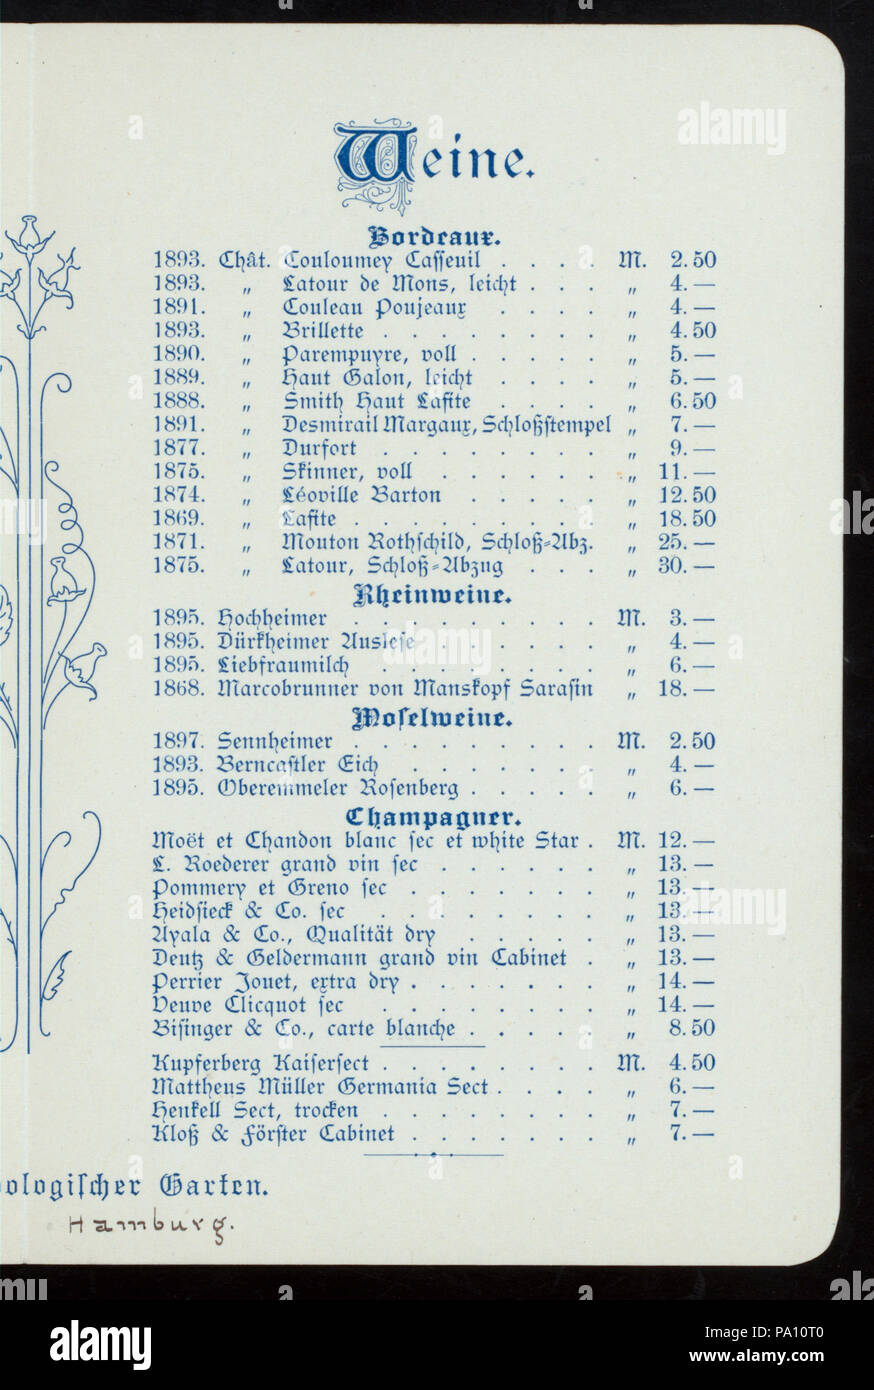 Weine.
Bordeaux.
1893. Chât. Couloumey Casseuil . . . . M. 2.50
1893. „ Latour de Mons, leicht . . . „ 4.—
1891. „ Couleau Poujeaux . . . . „ 4.—
1893. „ Brillette . . . . . . . . „ 4.50
1890. „ Parempuyre, voll . . . . . „ 5.—
1889. „ Haut Galon, leicht . . . . „ 5.—
1888. „ Smith Haut Lafite . . . . „ 6.50
1891. „ Desmirail Margaux, Schloßstempel „ 7.—
1877. „ Durfort . . . . . . . . „ 9.—
1875. „ Skinner, voll . . . . . . „ 11.—
1874. „ Léoville Barton . . . . . „ 12.50
1869. „ Lafite . . . . . . . . . „ 18.50
1871. „ Mouton Rothschild, Schloß-Abz. „ 25.—
1875. „ Latour, Schloß-Abzug . . . „ 30.—
Rheinweine.
1895. Hochheimer . . . . . . . . . M. 3.—
1895. Dürkheimer Auslese . . . . . . „ 4.—
1895. Liebfraumilch . . . . . . . . „ 6.—
1868. Marcobrunner von Manskopf Sarasin „ 18.—
Moselweine.
1897. Sennheimer . . . . . . . . . M. 2.50
1893. Berncastler Eich . . . . . . . „ 4.—
1895. Oberemmeler Rosenberg . . . . . „ 6.—
Champagner.
Moët et Chandon blanc sec et white Star . M. 12.—
L. Roederer grand vin sec . . . . . . „ 13.—
Pommery et Greno sec . . . . . . . „ 13.—
Heidsieck & Co. sec . . . . . . . . „ 13.—
Ayala & Co., Qualität dry . . . . . „ 13.—
Deutz & Geldermann grand vin Cabinet . „ 13.—
Perrier Jouet, extra dry . . . . . . . „ 14.—
Veuve Clicquot sec . . . . . . . . „ 14.—
Bisinger & Co., carte blanche . . . . . „ 8.50
Kupferberg Kaisersect . . . . . . . . M. 4.50
Mattheus Müller Germania Sect . . . . „ 6.—
Henkell Sect, trocken . . . . . . . . „ 7.—
Kloß & Förster Cabinet . . . . . . . „ 7.—
ologischer Garten.
Hamburg.
alamy
Image ID: PA10T0
www.alamy.com